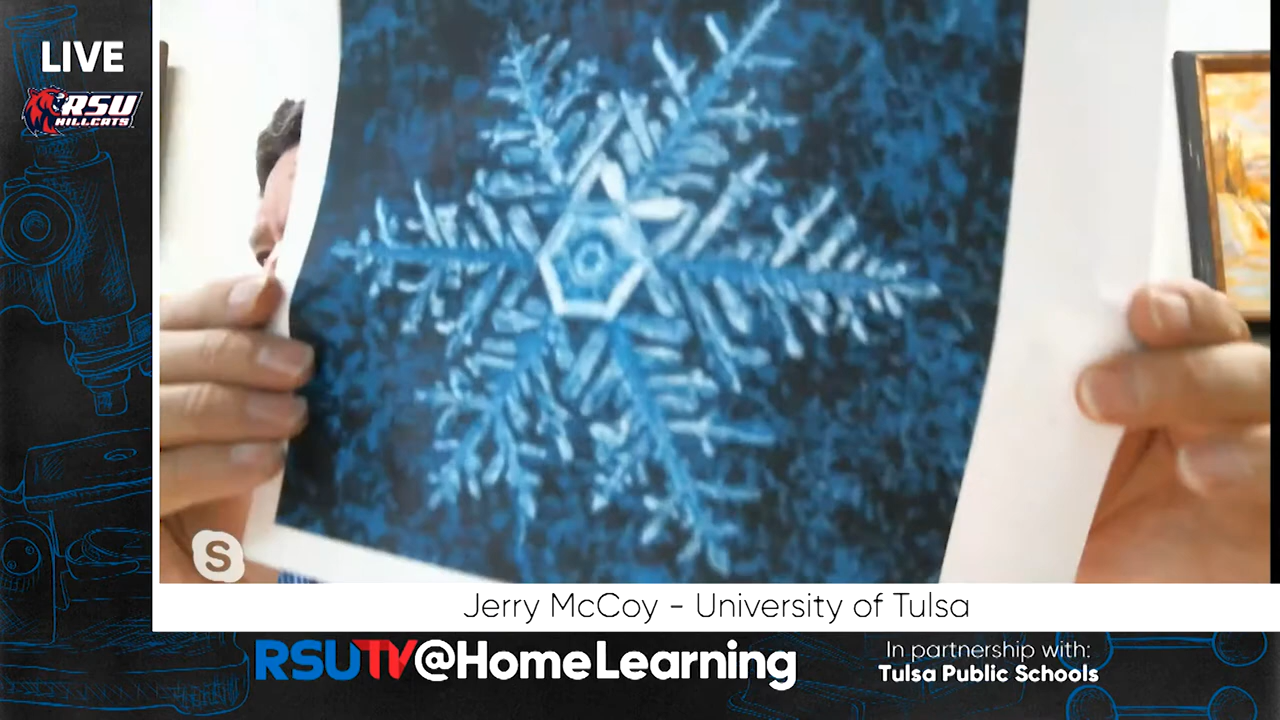 LIVE
RSU
HILLCATS
S
Jerry McCoy - University of Tulsa
RSUTV@HomeLearning
In partnership with:
Tulsa Public Schools